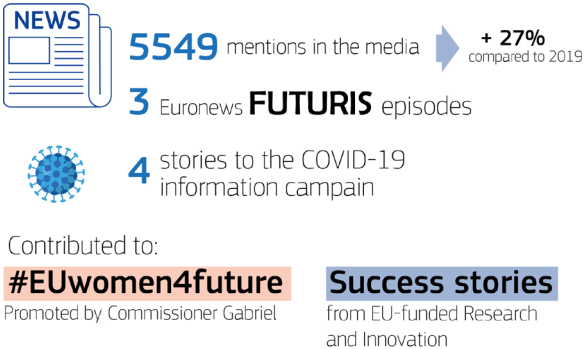 NEWS
5549 mentions in the media
+ 27%
compared to 2019
3 Euronews FUTURIS episodes
4 stories to the COVID-19
information campain
Contributed to:
#EUwomen4future
Promoted by Commissioner Gabriel
Success stories
from EU-funded Research
and Innovation